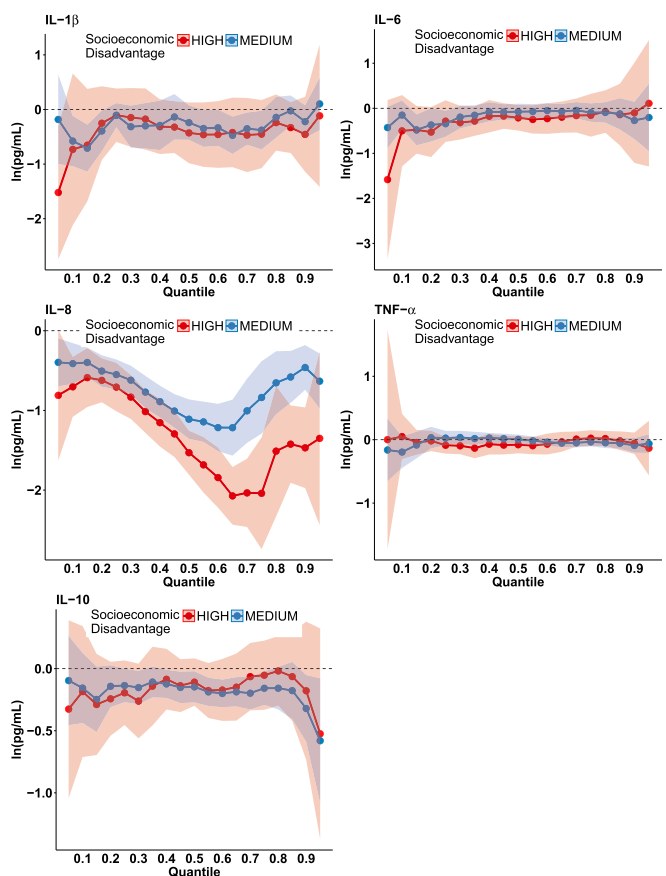 IL−1β
Socioeconomic HIGH MEDIUM
Disadvantage
1
0
−1
−2
ln(pg/mL)
0.1 0.2 0.3 0.4 0.5 0.6 0.7 0.8 0.9
Quantile
IL−6
Socioeconomic HIGH MEDIUM
Disadvantage
1
0
−1
−2
−3
ln(pg/mL)
0.1 0.2 0.3 0.4 0.5 0.6 0.7 0.8 0.9
Quantile
IL−8
Socioeconomic HIGH MEDIUM
Disadvantage
0
−1
−2
ln(pg/mL)
0.1 0.2 0.3 0.4 0.5 0.6 0.7 0.8 0.9
Quantile
TNF−α
Socioeconomic HIGH MEDIUM
Disadvantage
1
0
−1
ln(pg/mL)
0.1 0.2 0.3 0.4 0.5 0.6 0.7 0.8 0.9
Quantile
IL−10
Socioeconomic HIGH MEDIUM
Disadvantage
0.0
−0.5
−1.0
ln(pg/mL)
0.1 0.2 0.3 0.4 0.5 0.6 0.7 0.8 0.9
Quantile